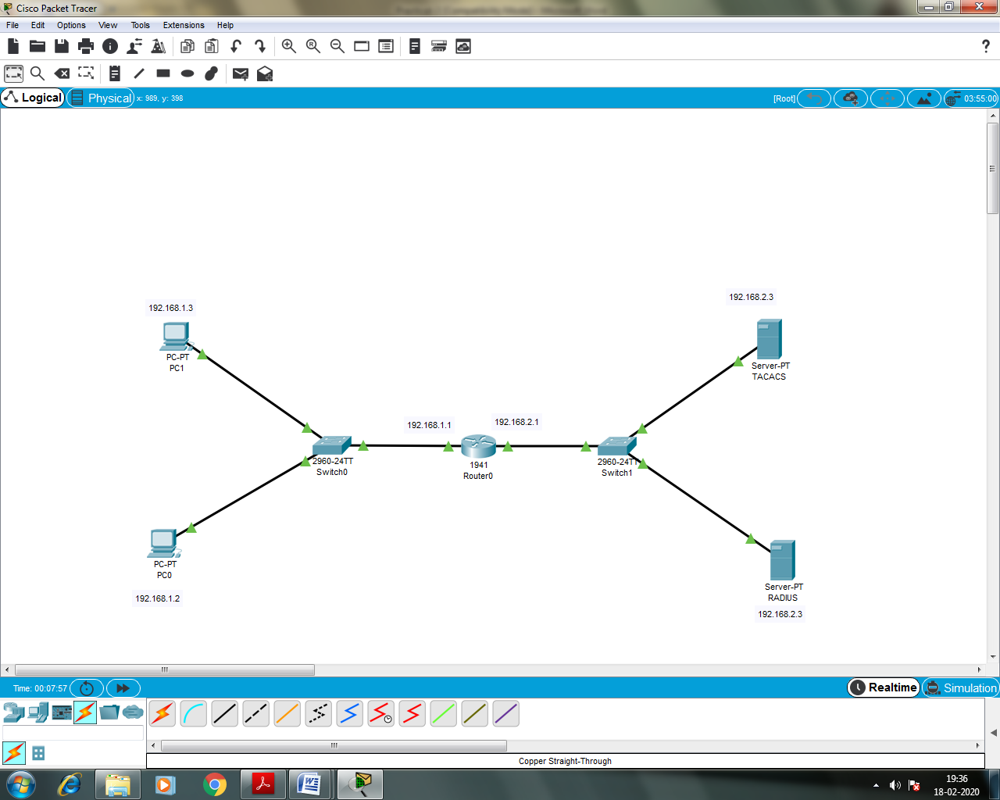 Cisco Packet Tracer
File Edit Options View Tools Extensions Help
?
Logical Physical x: 989, y: 398 [Root] 03:55:00
192.168.1.3
PC-PT
PC1
192.168.2.3
Server-PT
TACACS
192.168.1.1
192.168.2.1
2960-24TT
Switch0
1941
Router0
2960-24TT
Switch1
PC-PT
PC0
192.168.1.2
Server-PT
RADIUS
192.168.2.3
Time: 00:07:57 Realtime Simulation
Copper Straight-Through
19:36
18-02-2020